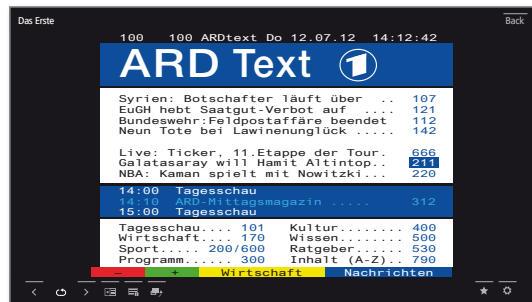 Das Erste Back
100 100 ARDtext Do 12.07.12 14:12:42
ARD Text 1
Syrien: Botschafter läuft über .. 107
EuGH hebt Saatgut-Verbot auf .... 121
Bundeswehr:Feldpostaffäre beendet 112
Neun Tote bei Lawinenunglück ..... 142
Live: Ticker, 11.Etappe der Tour. 666
Galatasaray will Hamit Altintop.. 211
NBA: Kaman spielt mit Nowitzki... 220
14:00 Tagesschau
14:10 ARD-Mittagsmagazin ..... 312
15:00 Tagesschau
Tagesschau.... 101 Kultur........ 400
Wirtschaft.... 170 Wissen........ 500
Sport..... 200/600 Ratgeber...... 530
Programm...... 300 Inhalt (A-Z).. 790
– + Wirtschaft Nachrichten